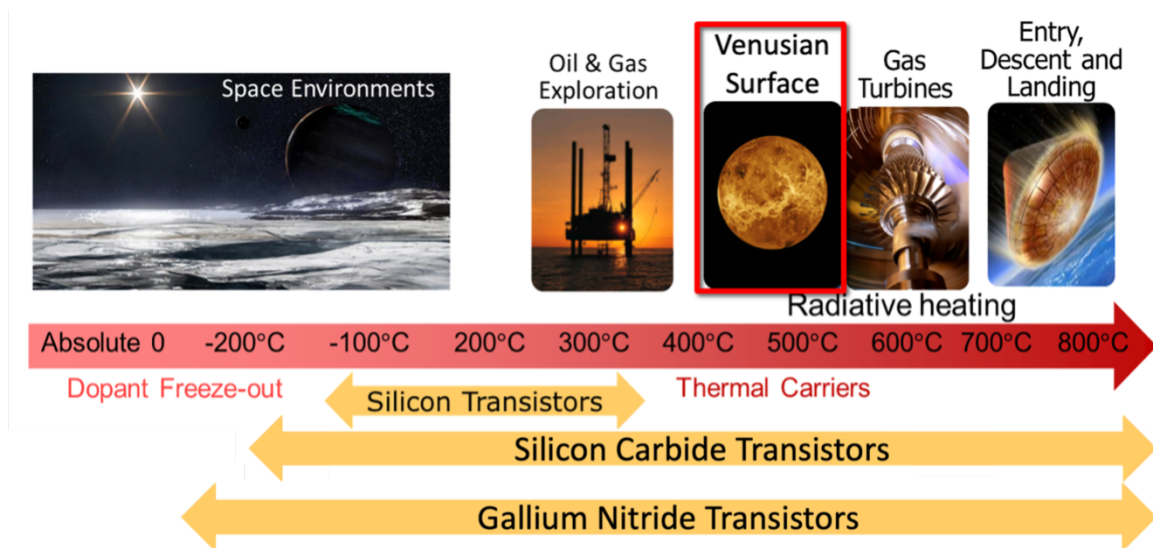 Space Environments
Oil & Gas
Exploration
Venusian
Surface
Gas
Turbines
Entry,
Descent and
Landing
Radiative heating
Absolute 0 -200°C -100°C 200°C 300°C 400°C 500°C 600°C 700°C 800°C
Dopant Freeze-out
Silicon Transistors
Thermal Carriers
Silicon Carbide Transistors
Gallium Nitride Transistors